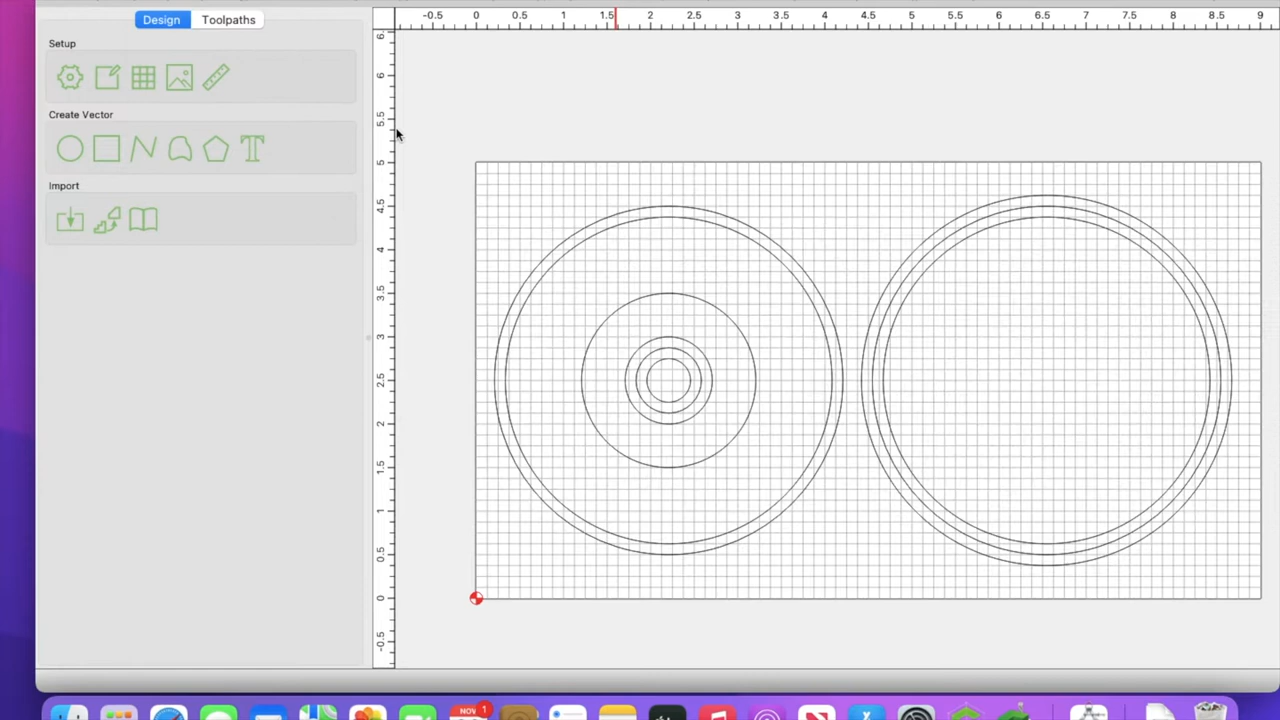 Design Toolpaths
Setup
Create Vector
Import
-0.5 0 0.5 1 1.5 2 2.5 3 3.5 4 4.5 5 5.5 6 6.5 7 7.5 8 8.5 9
6
5.5
5
4.5
4
3.5
3
2.5
2
1.5
1
0.5
0
-0.5
NOV
1